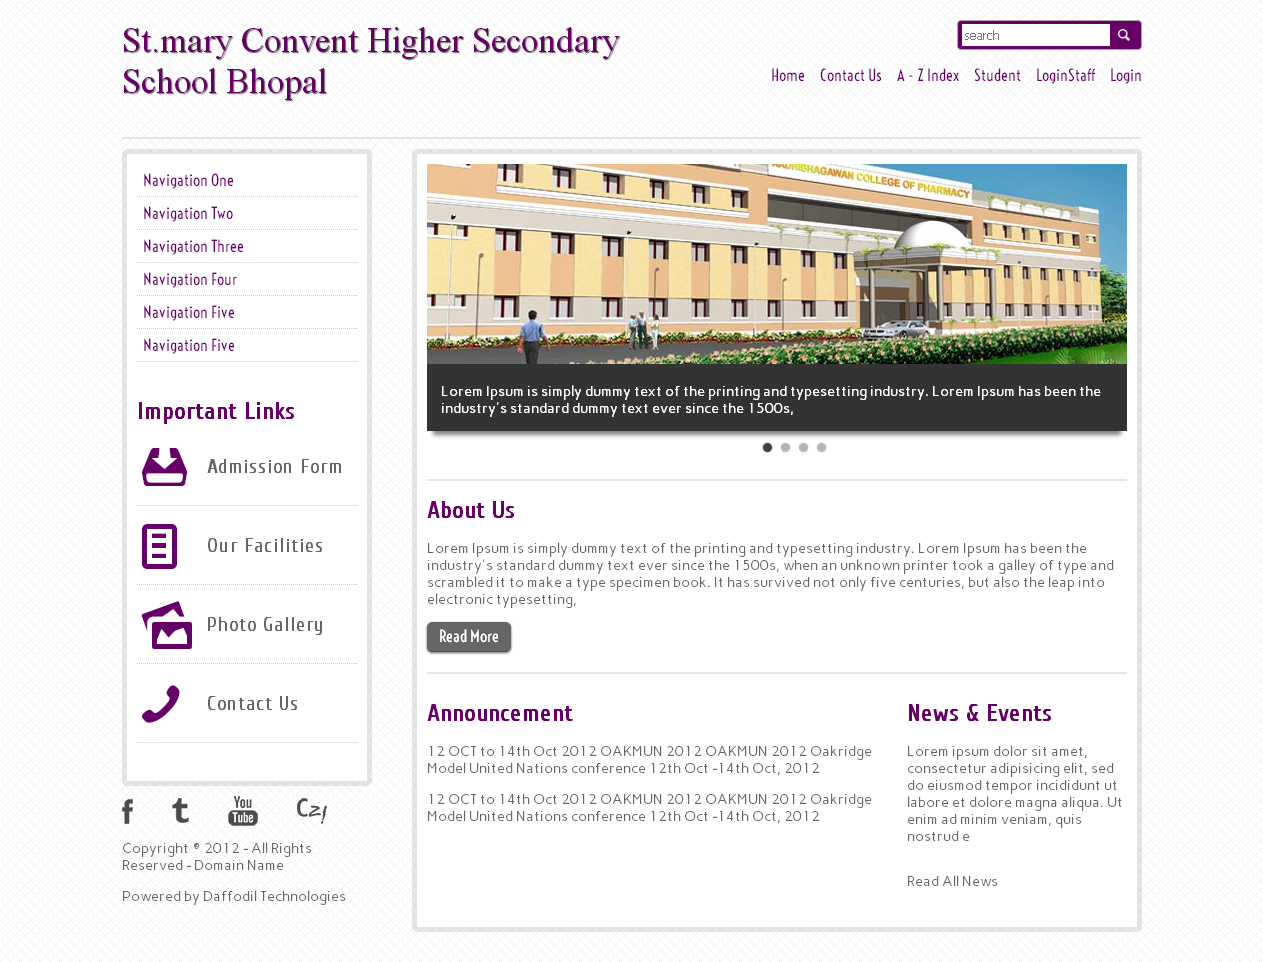 St.mary Convent Higher Secondary
School Bhopal
search
Home Contact Us A - Z Index Student LoginStaff Login
Navigation One
Navigation Two
Navigation Three
Navigation Four
Navigation Five
Navigation Five
Important Links
Admission Form
Our Facilities
Photo Gallery
Contact Us
f t You Tube
Copyright © 2012 - All Rights
Reserved - Domain Name
Powered by Daffodil Technologies
COLLEGE OF PHARMACY
Lorem Ipsum is simply dummy text of the printing and typesetting industry. Lorem Ipsum has been the
industry's standard dummy text ever since the 1500s,
About Us
Lorem Ipsum is simply dummy text of the printing and typesetting industry. Lorem Ipsum has been the
industry's standard dummy text ever since the 1500s, when an unknown printer took a galley of type and
scrambled it to make a type specimen book. It has survived not only five centuries, but also the leap into
electronic typesetting,
Read More
Announcement
12 OCT to 14th Oct 2012 OAKMUN 2012 OAKMUN 2012 Oakridge
Model United Nations conference 12th Oct -14th Oct, 2012
12 OCT to 14th Oct 2012 OAKMUN 2012 OAKMUN 2012 Oakridge
Model United Nations conference 12th Oct -14th Oct, 2012
News & Events
Lorem ipsum dolor sit amet,
consectetur adipisicing elit, sed
do eiusmod tempor incididunt ut
labore et dolore magna aliqua. Ut
enim ad minim veniam, quis
nostrud e
Read All News